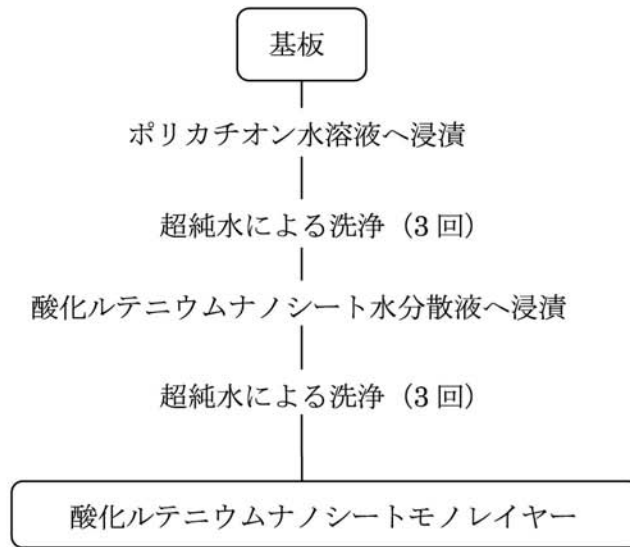 基板
ポリカチオン水溶液へ浸漬
超純水による洗浄（3 回）
酸化ルテニウムナノシート水分散液へ浸漬
超純水による洗浄（3 回）
酸化ルテニウムナノシートモノレイヤー